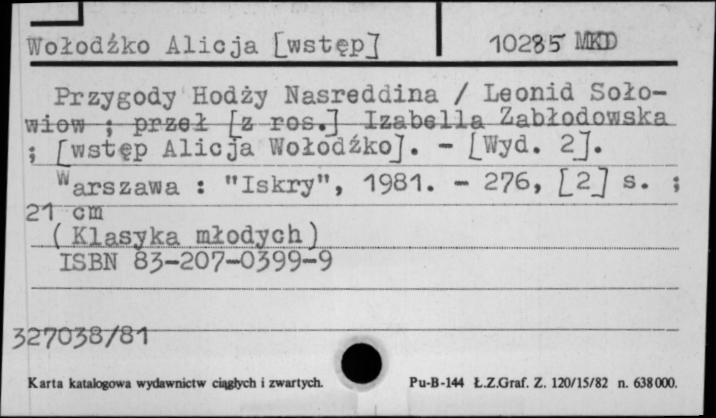 Wołodźko Alicja [wstęp] 10285 MKD
Przygody Hodży Nasreddina / Leonid Soło-
wiow ; przeł [z ros.] Izabella Zabłodowska
; [wstęp Alicja Wołodźko]. - [Wyd. 2].
Warszawa : "Iskry", 1981. - 276, [2] s. ;
21 cm
(Klasyka młodych)
ISBN 83-207-0399-9
327038/81
Karta katalogowa wydawnictw ciągłych i zwartych. Pu-B-144 Ł.Z.Graf. Z. 120/15/82 n. 638000.